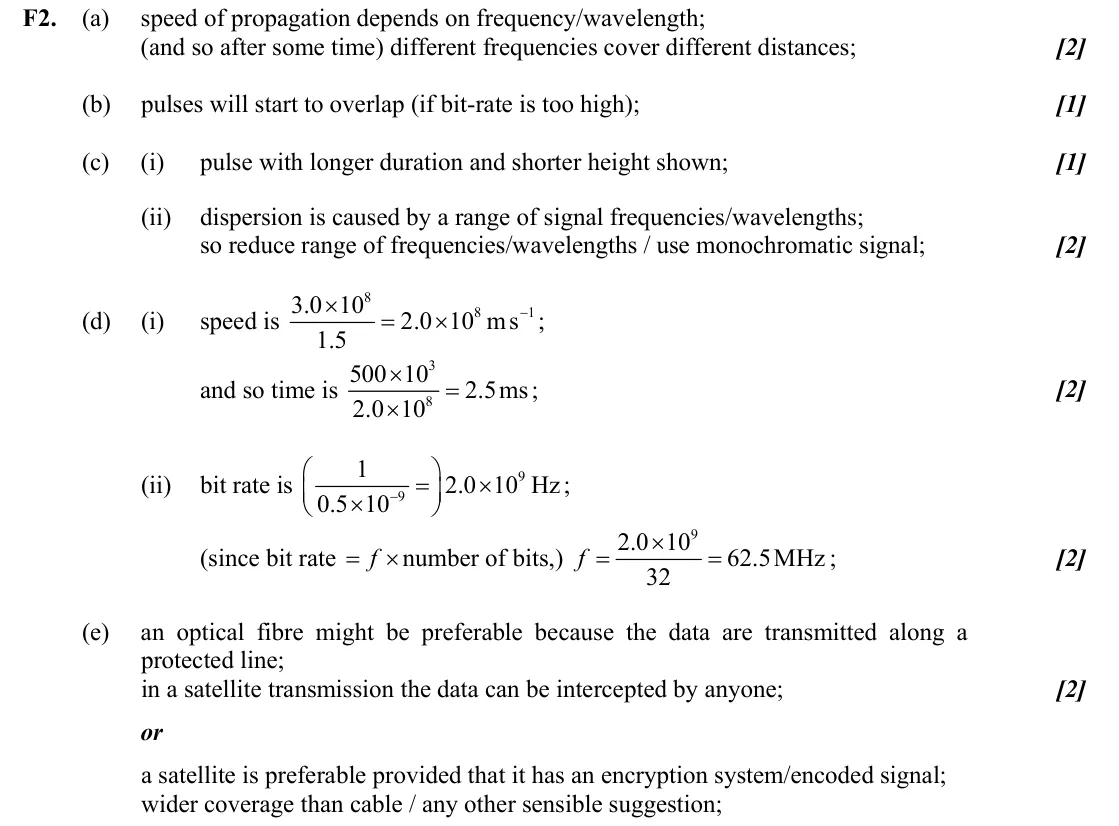 F2. (a) speed of propagation depends on frequency/wavelength;
(and so after some time) different frequencies cover different distances; [2]
(b) pulses will start to overlap (if bit-rate is too high); [1]
(c) (i) pulse with longer duration and shorter height shown; [1]
(ii) dispersion is caused by a range of signal frequencies/wavelengths;
so reduce range of frequencies/wavelengths / use monochromatic signal; [2]
(d) (i) speed is \frac{3.0×10^8}{1.5} = 2.0×10^8 m s^{-1};
and so time is \frac{500×10^3}{2.0×10^8} = 2.5 ms; [2]
(ii) bit rate is \left(\frac{1}{0.5×10^{-9}} =\right) 2.0×10^9 Hz;
(since bit rate = f × number of bits,) f = \frac{2.0×10^9}{32} = 62.5 MHz; [2]
(e) an optical fibre might be preferable because the data are transmitted along a
protected line;
in a satellite transmission the data can be intercepted by anyone; [2]
or
a satellite is preferable provided that it has an encryption system/encoded signal;
wider coverage than cable / any other sensible suggestion;